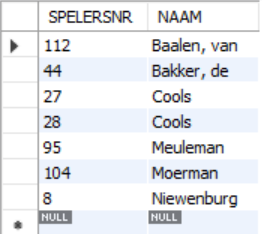 SPELERSNR NAAM
112 Baalen, van
44 Bakker, de
27 Cools
28 Cools
95 Meuleman
104 Moerman
8 Niewenburg
NULL NULL